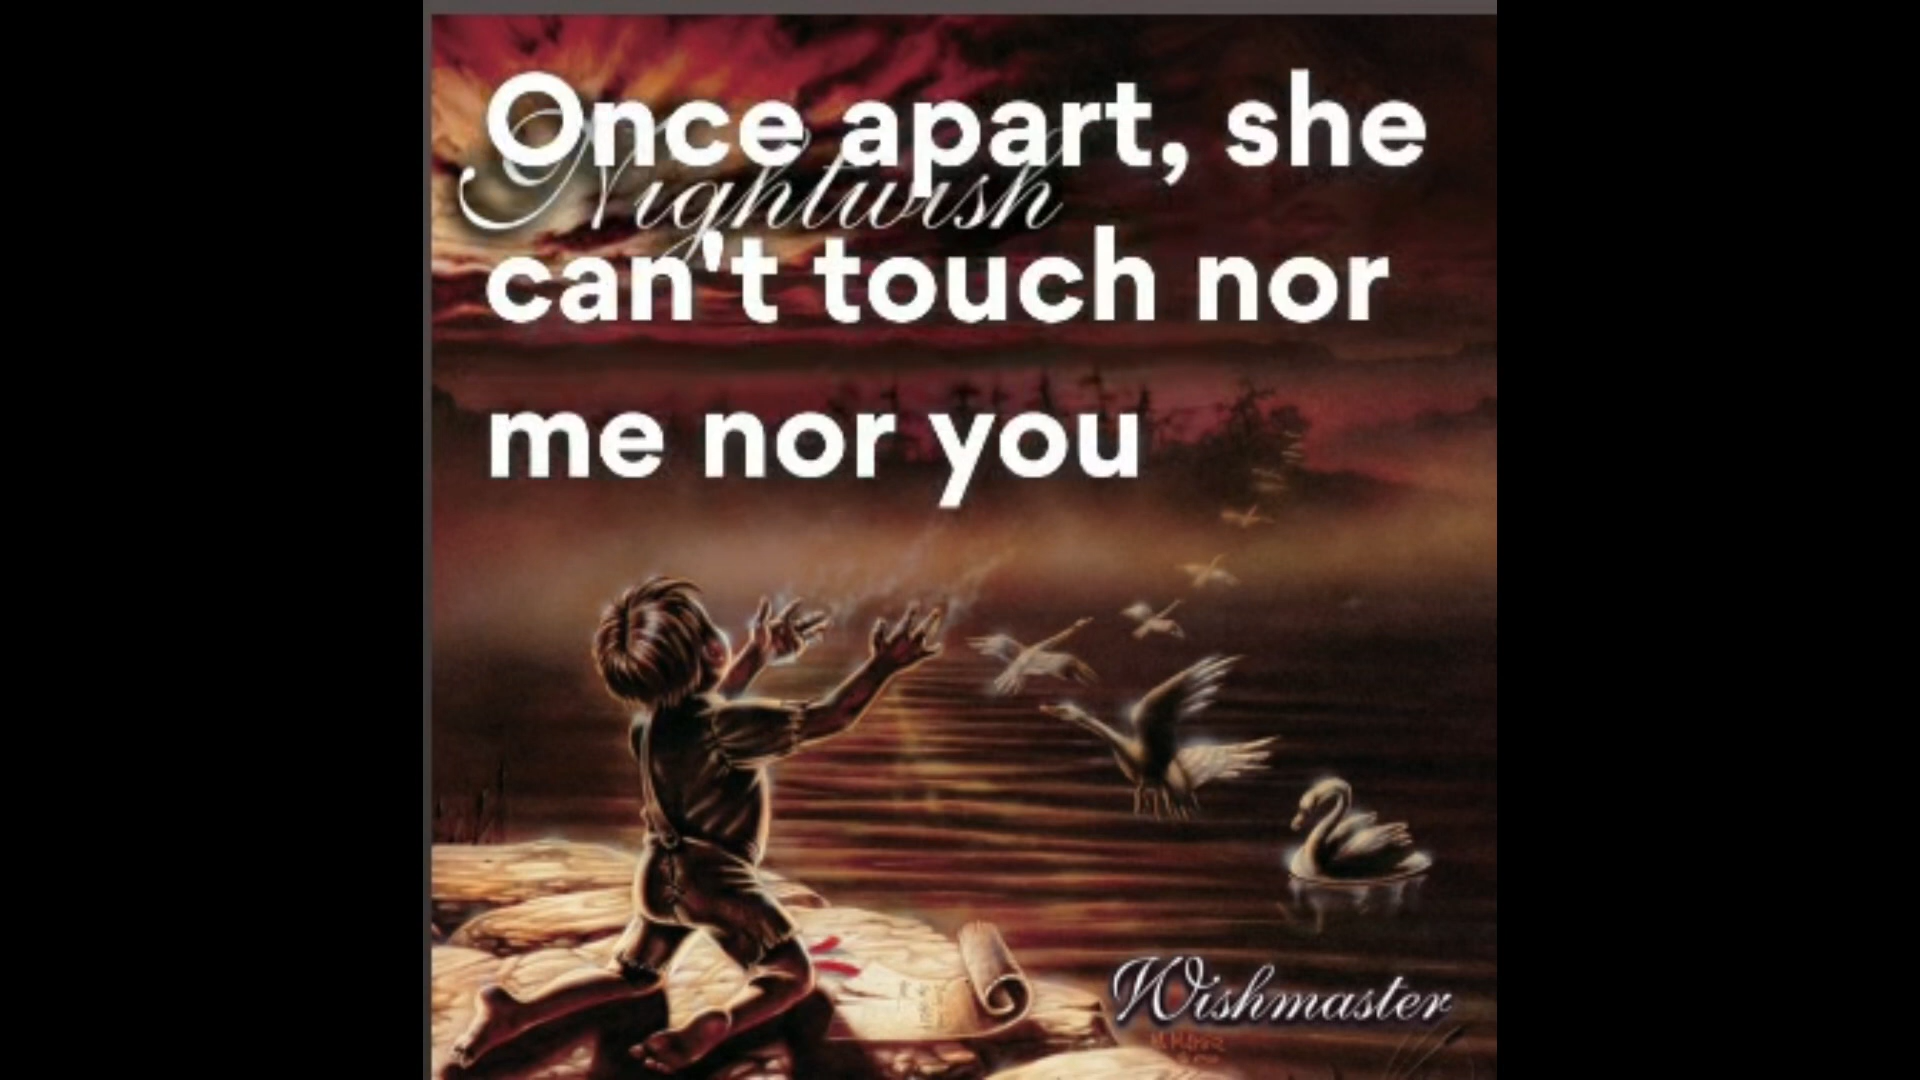 Once apart, she
Nightwish
can't touch nor
me nor you
Wishmaster